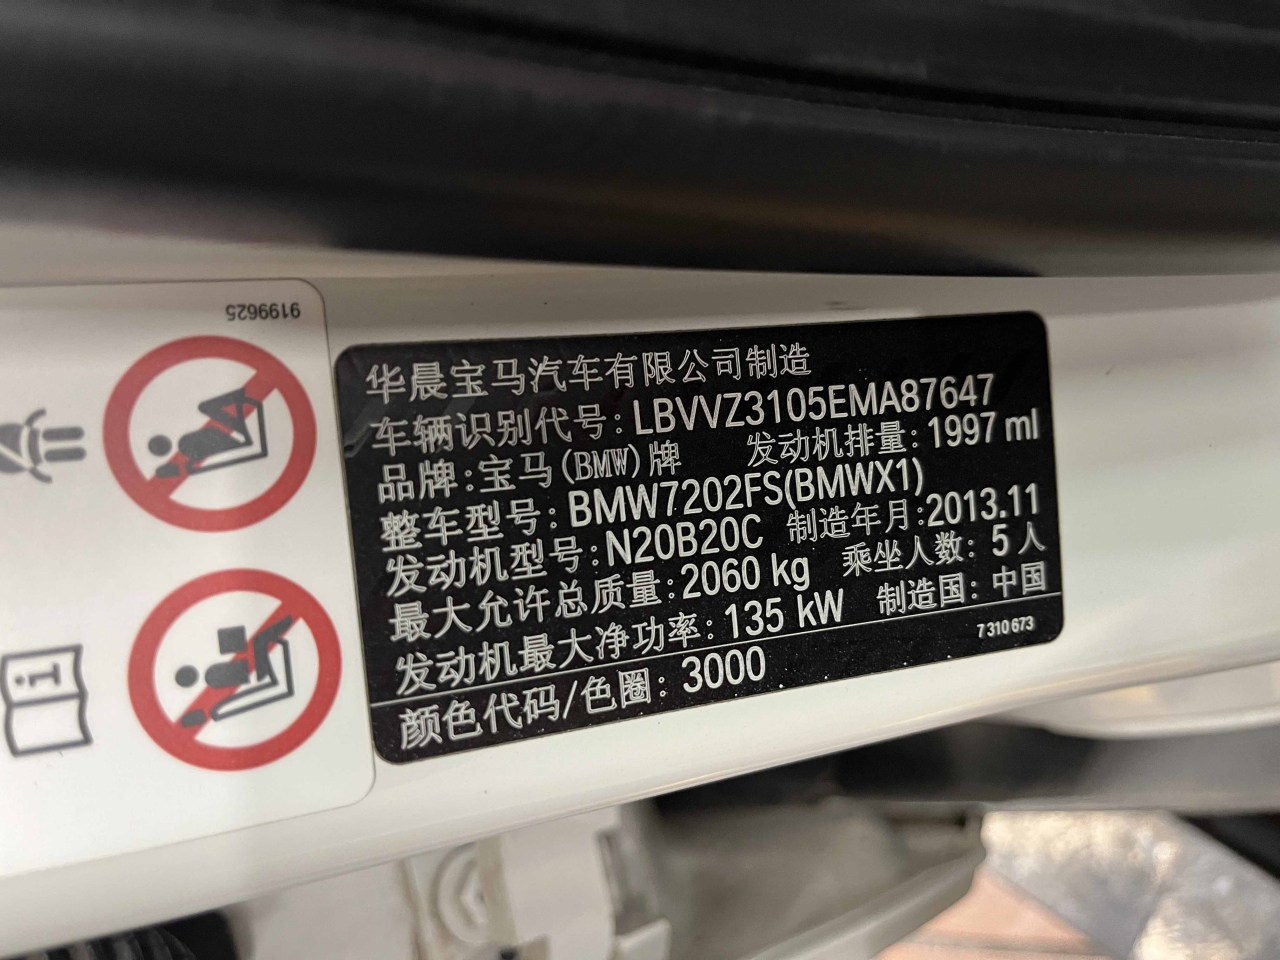 9199625
华晨宝马汽车有限公司制造
车辆识别代号:LBVVZ3105EMA87647
品牌:宝马(BMW)牌 发动机排量:1997 ml
整车型号:BMW7202FS(BMWX1)
发动机型号:N20B20C 制造年月:2013.11
最大允许总质量:2060 kg 乘坐人数:5人
发动机最大净功率:135 kW 制造国:中国
7 310 673
颜色代码/色圈:3000